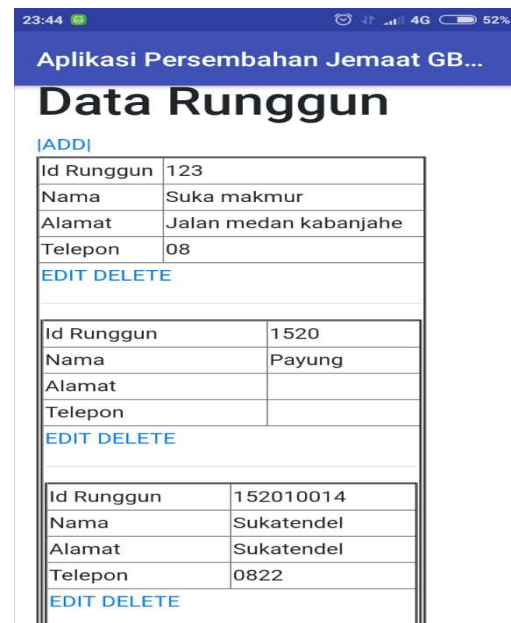 23:44 4G 52%
Aplikasi Persembahan Jemaat GB...
Data Runggun
|ADD|
Id Runggun 123
Nama Suka makmur
Alamat Jalan medan kabanjahe
Telepon 08
EDIT DELETE
Id Runggun 1520
Nama Payung
Alamat
Telepon
EDIT DELETE
Id Runggun 152010014
Nama Sukatendel
Alamat Sukatendel
Telepon 0822
EDIT DELETE